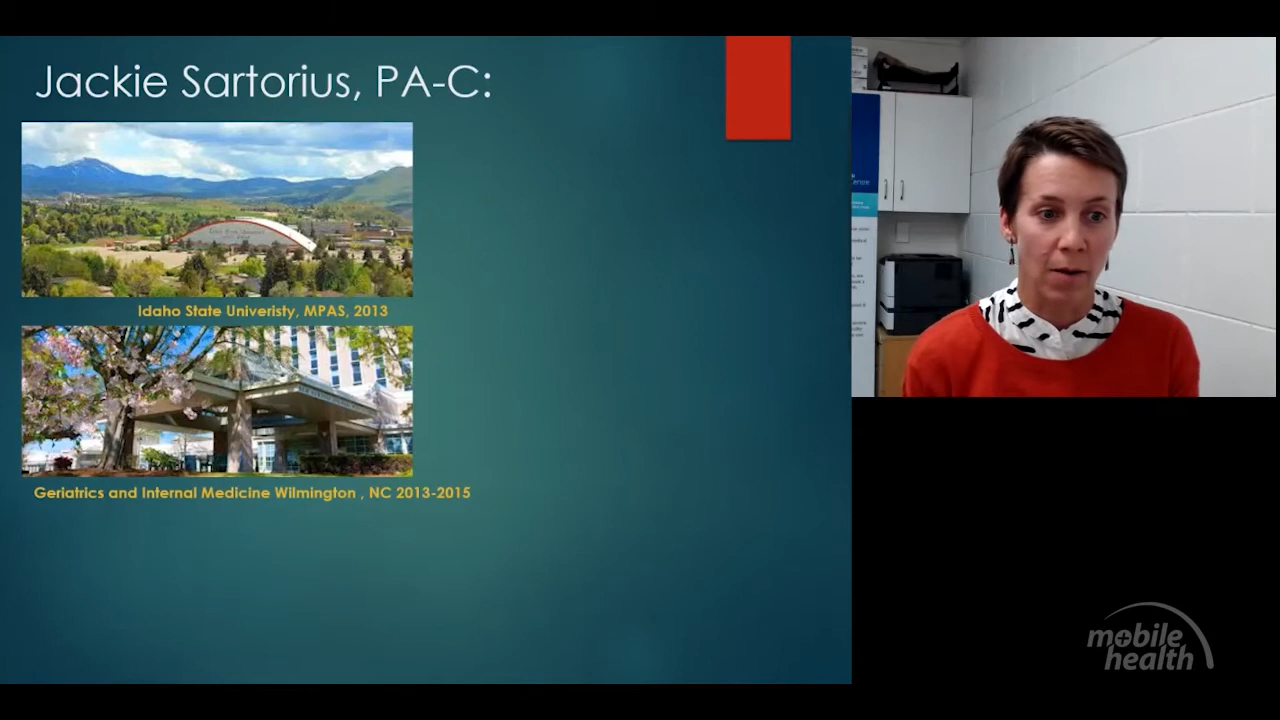 Jackie Sartorius, PA-C:
Idaho State Univeristy, MPAS, 2013
Geriatrics and Internal Medicine Wilmington , NC 2013-2015
mobile
health